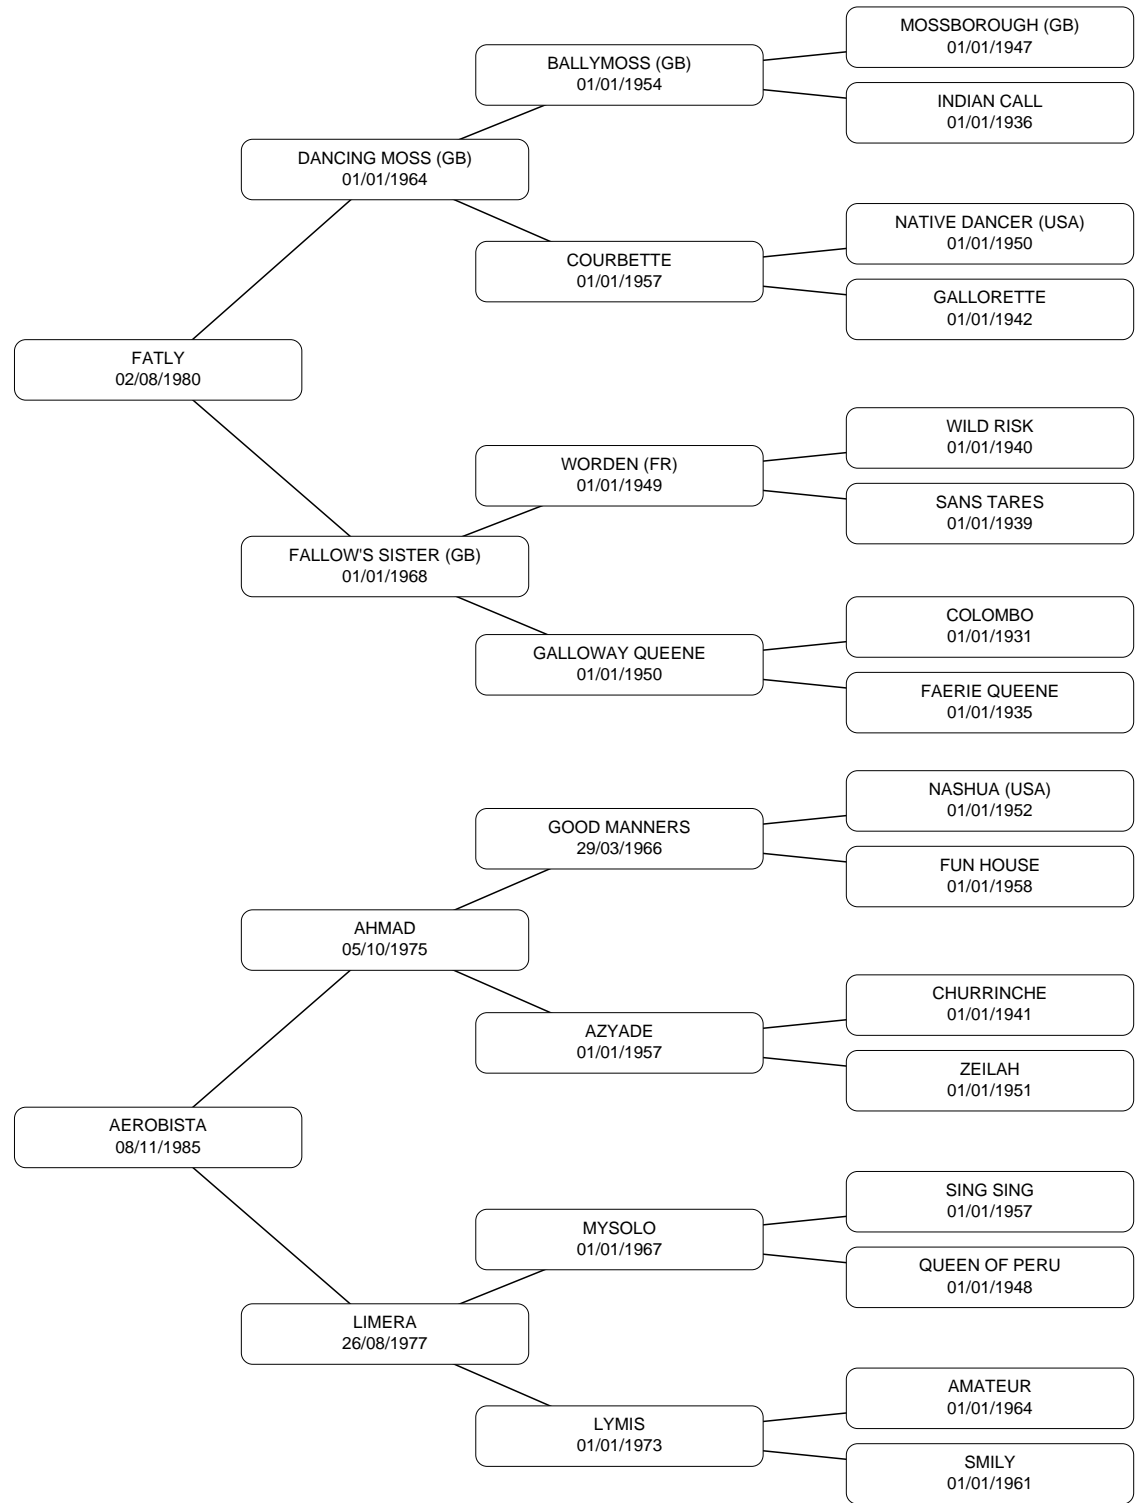 MOSSBOROUGH (GB)
01/01/1947
BALLYMOSS (GB)
01/01/1954
INDIAN CALL
01/01/1936
DANCING MOSS (GB)
01/01/1964
NATIVE DANCER (USA)
01/01/1950
COURBETTE
01/01/1957
GALLORETTE
01/01/1942
FATLY
02/08/1980
WILD RISK
01/01/1940
WORDEN (FR)
01/01/1949
SANS TARES
01/01/1939
FALLOW'S SISTER (GB)
01/01/1968
COLOMBO
01/01/1931
GALLOWAY QUEENE
01/01/1950
FAERIE QUEENE
01/01/1935
NASHUA (USA)
01/01/1952
GOOD MANNERS
29/03/1966
FUN HOUSE
01/01/1958
AHMAD
05/10/1975
CHURRINCHE
01/01/1941
AZYADE
01/01/1957
ZEILAH
01/01/1951
AEROBISTA
08/11/1985
SING SING
01/01/1957
MYSOLO
01/01/1967
QUEEN OF PERU
01/01/1948
LIMERA
26/08/1977
AMATEUR
01/01/1964
LYMIS
01/01/1973
SMILY
01/01/1961